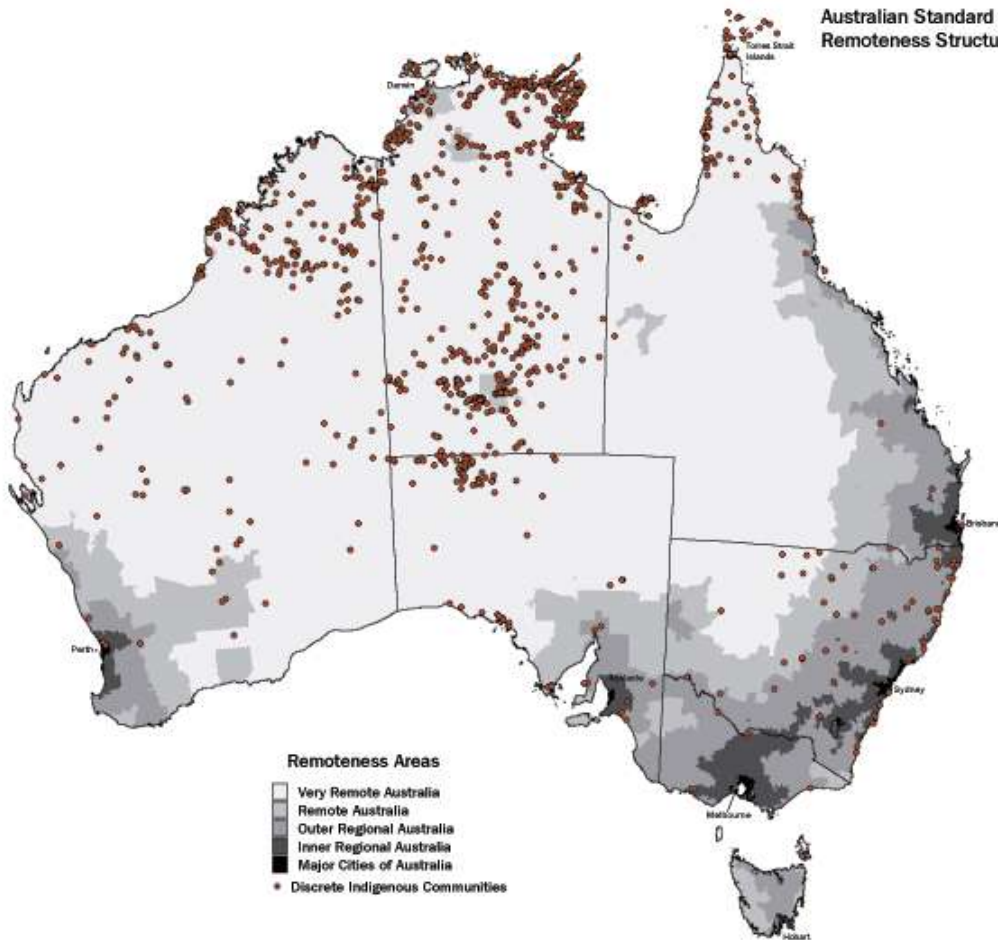 Australian Standard
Remoteness Structu
Torres Strait
Islands
Darwin
Brisban
Perth
Sydney
Melbourne
Hobart
Remoteness Areas
Very Remote Australia
Remote Australia
Outer Regional Australia
Inner Regional Australia
Major Cities of Australia
Discrete Indigenous Communities